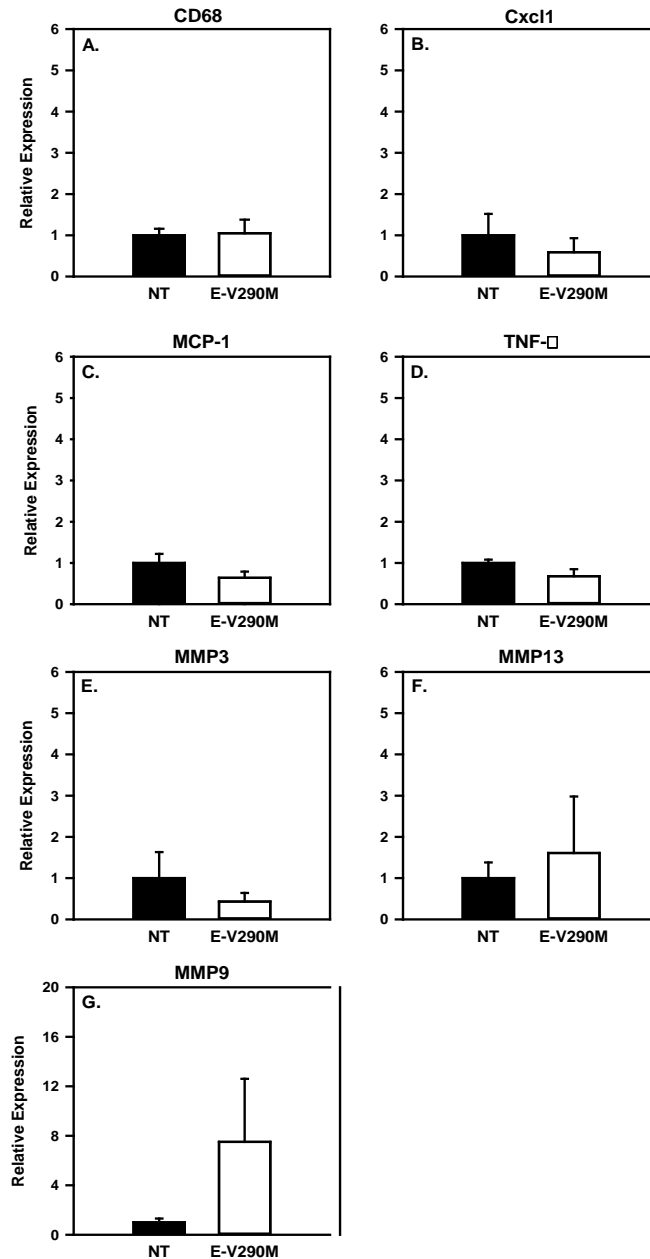 CD68
A.
Relative Expression
6
5
4
3
2
1
0
NT E-V290M
Cxcl1
B.
6
5
4
3
2
1
0
NT E-V290M
MCP-1
C.
Relative Expression
6
5
4
3
2
1
0
NT E-V290M
TNF-□
D.
6
5
4
3
2
1
0
NT E-V290M
MMP3
E.
Relative Expression
6
5
4
3
2
1
0
NT E-V290M
MMP13
F.
6
5
4
3
2
1
0
NT E-V290M
MMP9
G.
Relative Expression
20
16
12
8
4
0
NT E-V290M